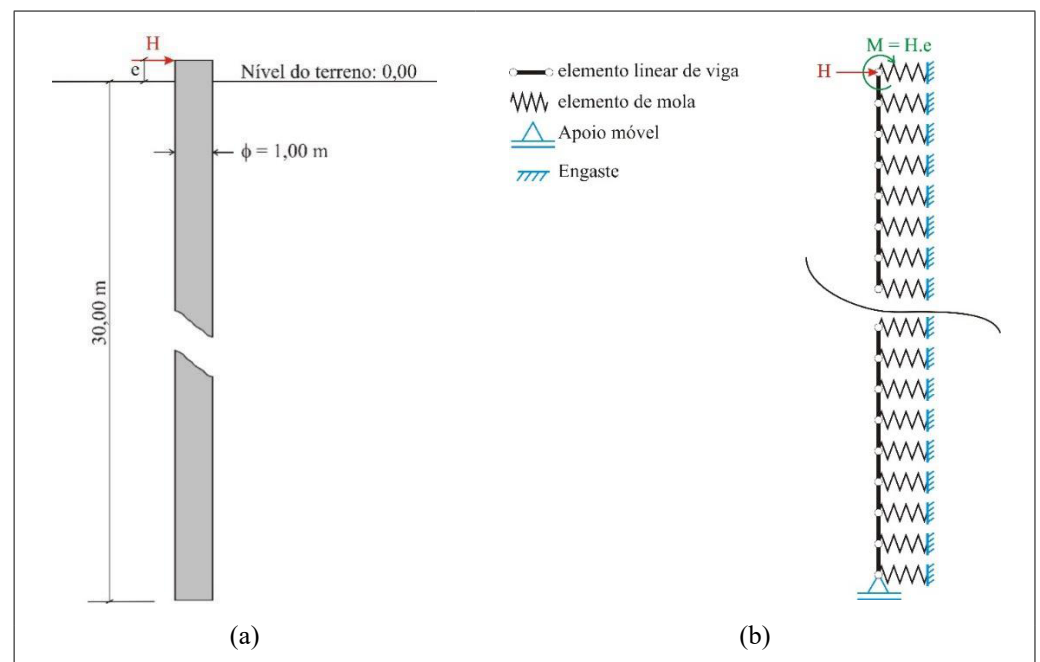 H
e
Nível do terreno: 0,00
ϕ = 1,00 m
30,00 m
(a)
elemento linear de viga
elemento de mola
Apoio móvel
Engaste
M = H.e
H
(b)